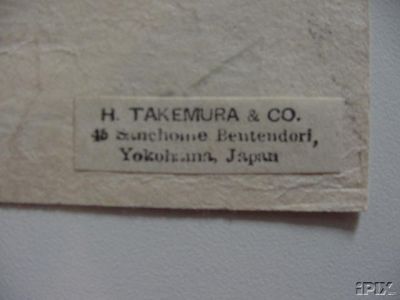 H. TAKEMURA & CO.
45 Sanchome Bentendori,
Yokohama, Japan
iPIX